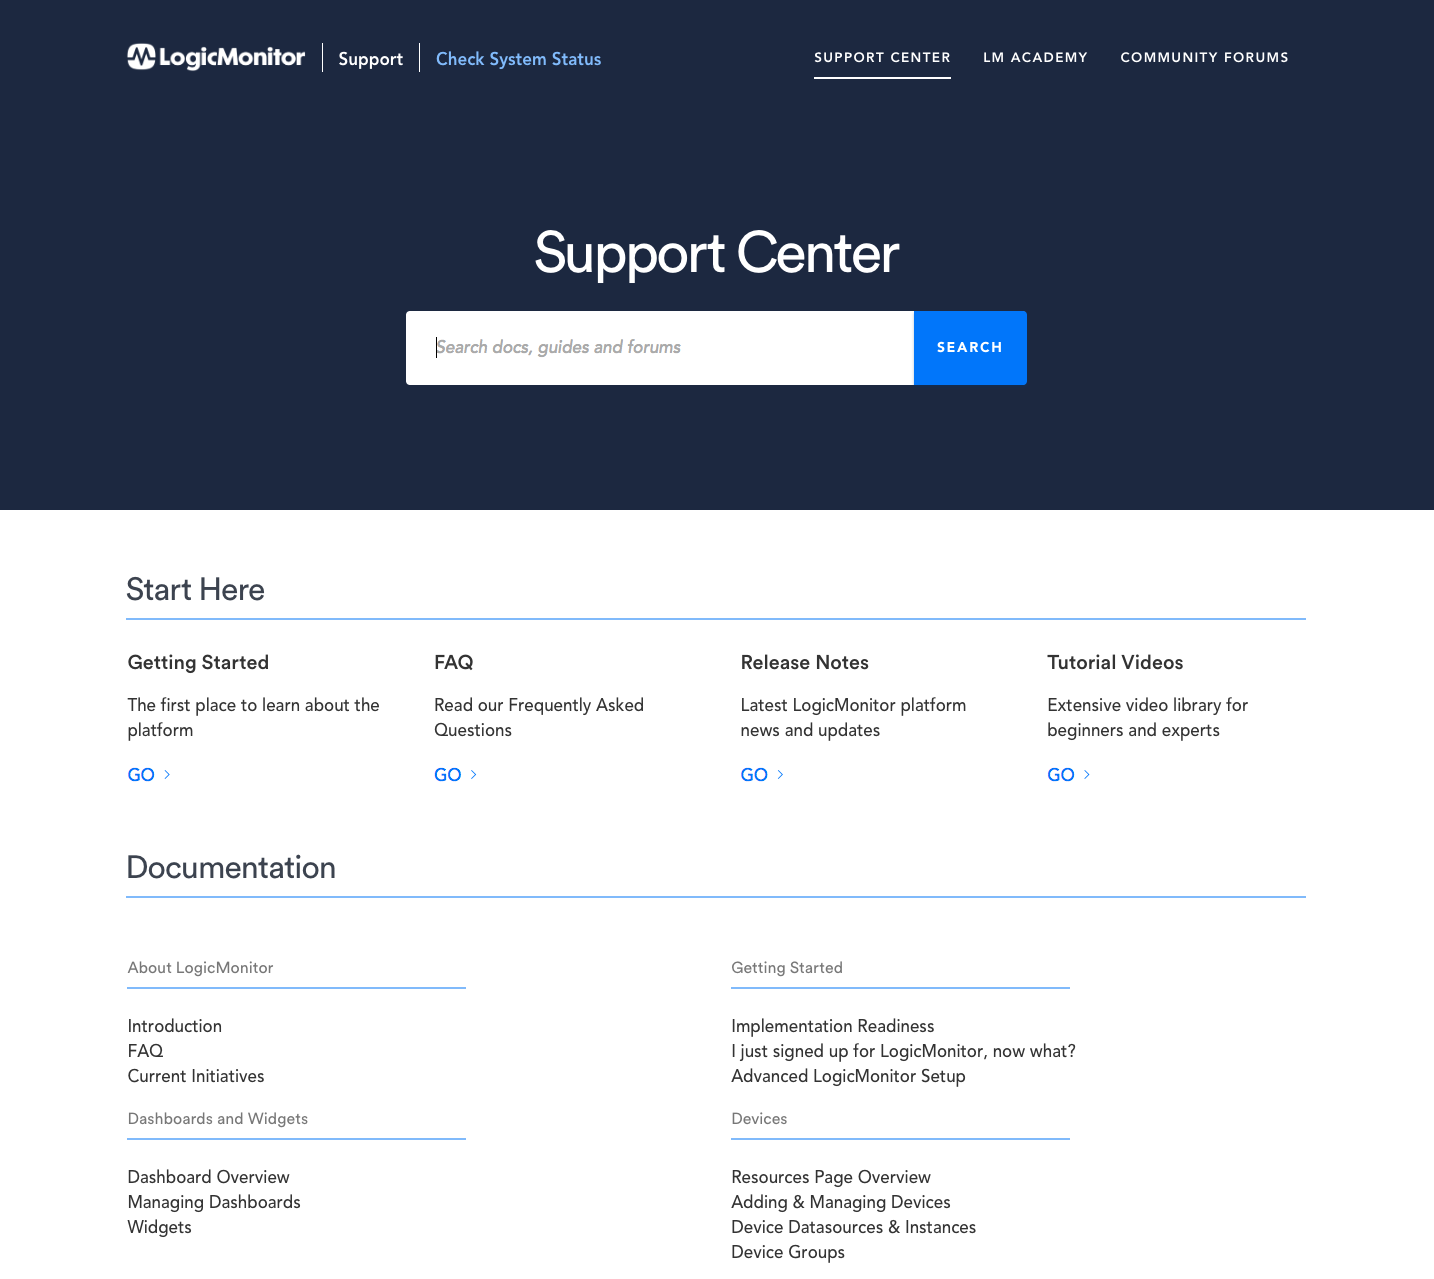 LogicMonitor
Support
Check System Status
SUPPORT CENTER
LM ACADEMY
COMMUNITY FORUMS
Support Center
Search docs, guides and forums
SEARCH
Start Here
Getting Started
The first place to learn about the
platform
GO
FAQ
Read our Frequently Asked
Questions
GO
Release Notes
Latest LogicMonitor platform
news and updates
GO
Tutorial Videos
Extensive video library for
beginners and experts
GO
Documentation
About LogicMonitor
Introduction
FAQ
Current Initiatives
Getting Started
Implementation Readiness
I just signed up for LogicMonitor, now what?
Advanced LogicMonitor Setup
Dashboards and Widgets
Dashboard Overview
Managing Dashboards
Widgets
Devices
Resources Page Overview
Adding & Managing Devices
Device Datasources & Instances
Device Groups